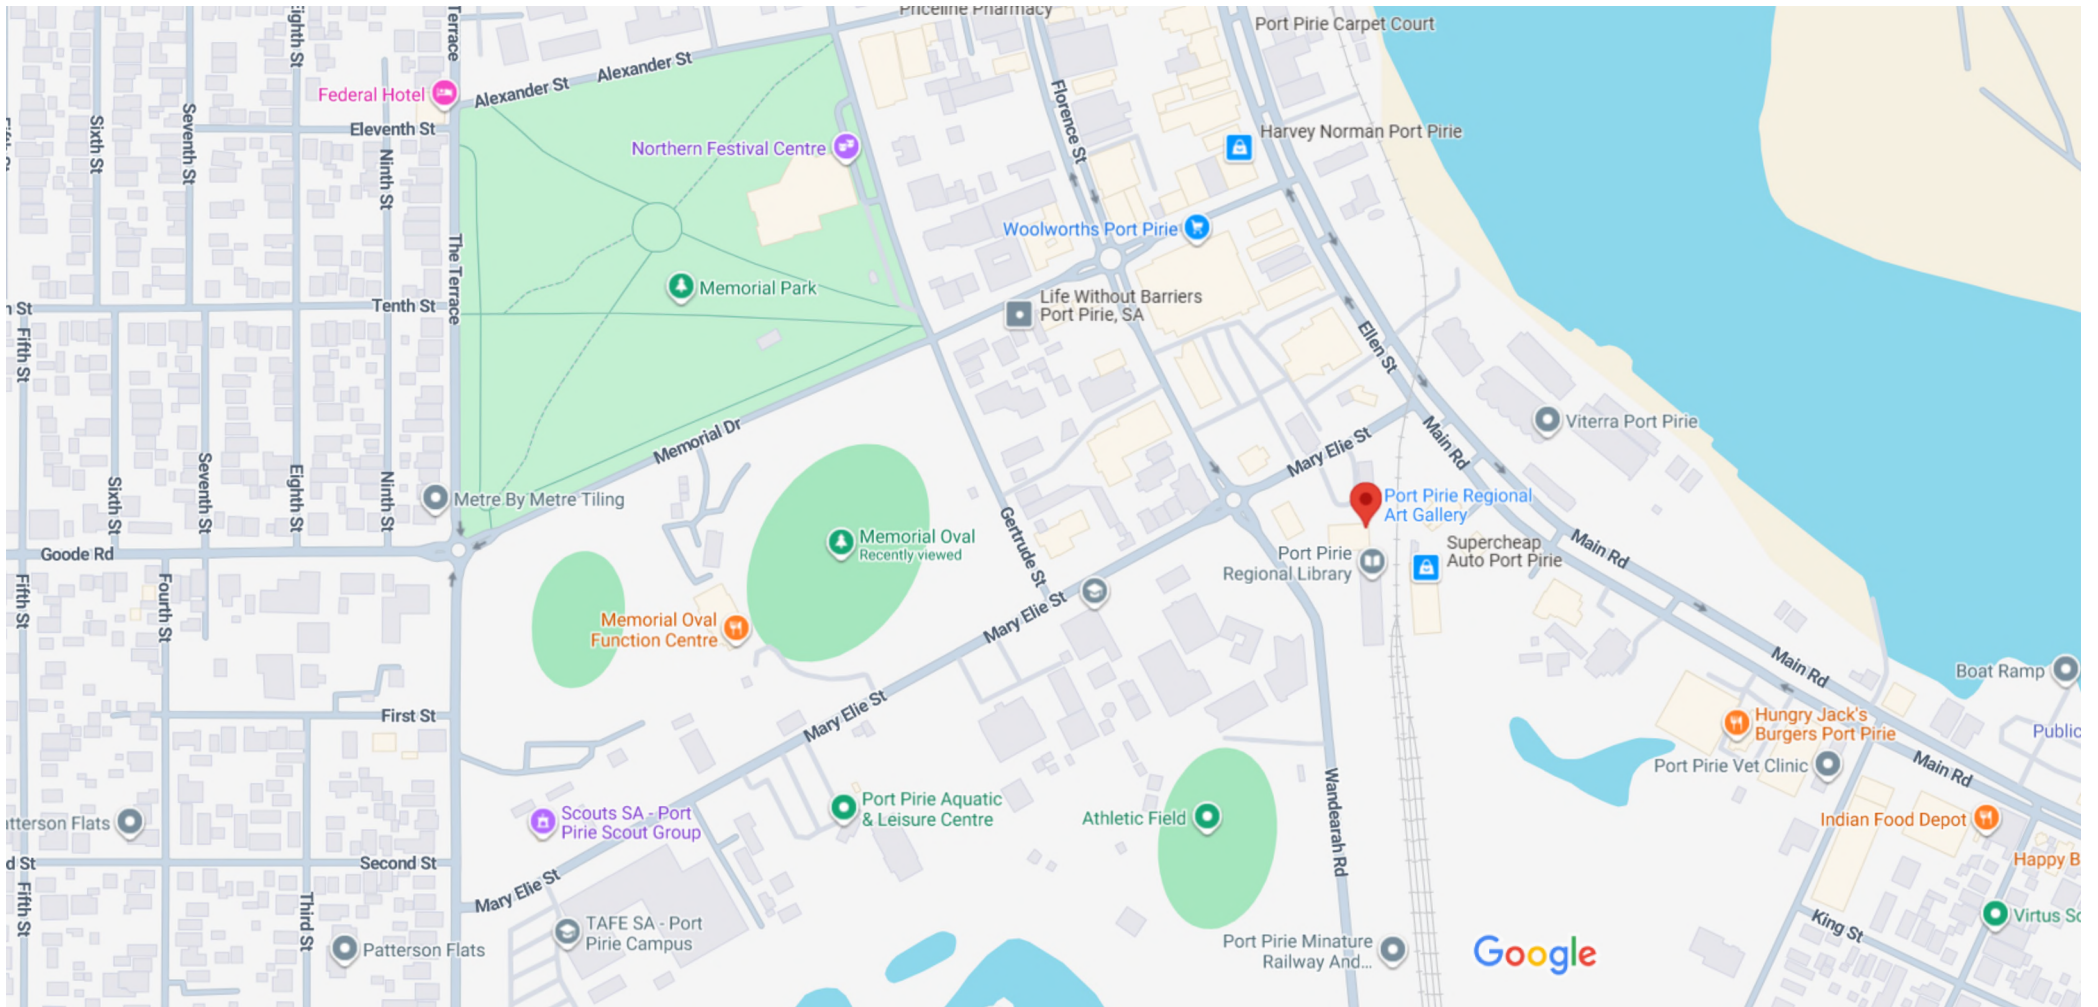 Priceline Pharmacy
Port Pirie Carpet Court
Terrace
Eighth St
Federal Hotel
Alexander St
Alexander St
Eleventh St
Sixth St
Seventh St
Ninth St
Northern Festival Centre
Florence St
Harvey Norman Port Pirie
Woolworths Port Pirie
The Terrace
Memorial Park
Life Without Barriers
Port Pirie, SA
Tenth St
St
Fifth St
Ellen St
Viterra Port Pirie
Memorial Dr
Mary Elie St
Main Rd
Sixth St
Seventh St
Eighth St
Ninth St
Metre By Metre Tiling
Port Pirie Regional
Art Gallery
Gertrude St
Goode Rd
Memorial Oval
Recently viewed
Port Pirie
Regional Library
Supercheap
Auto Port Pirie
Main Rd
Fifth St
Fourth St
Memorial Oval
Function Centre
Mary Elie St
Main Rd
Boat Ramp
First St
Mary Elie St
Hungry Jack's
Burgers Port Pirie
Public
Port Pirie Vet Clinic
Main Rd
Patterson Flats
Scouts SA - Port
Pirie Scout Group
Port Pirie Aquatic
& Leisure Centre
Athletic Field
Wandearah Rd
Indian Food Depot
Happy B
d St
Second St
Mary Elie St
Fifth St
Third St
Patterson Flats
TAFE SA - Port
Pirie Campus
Port Pirie Minature
Railway And...
Google
King St
Virtus Sc